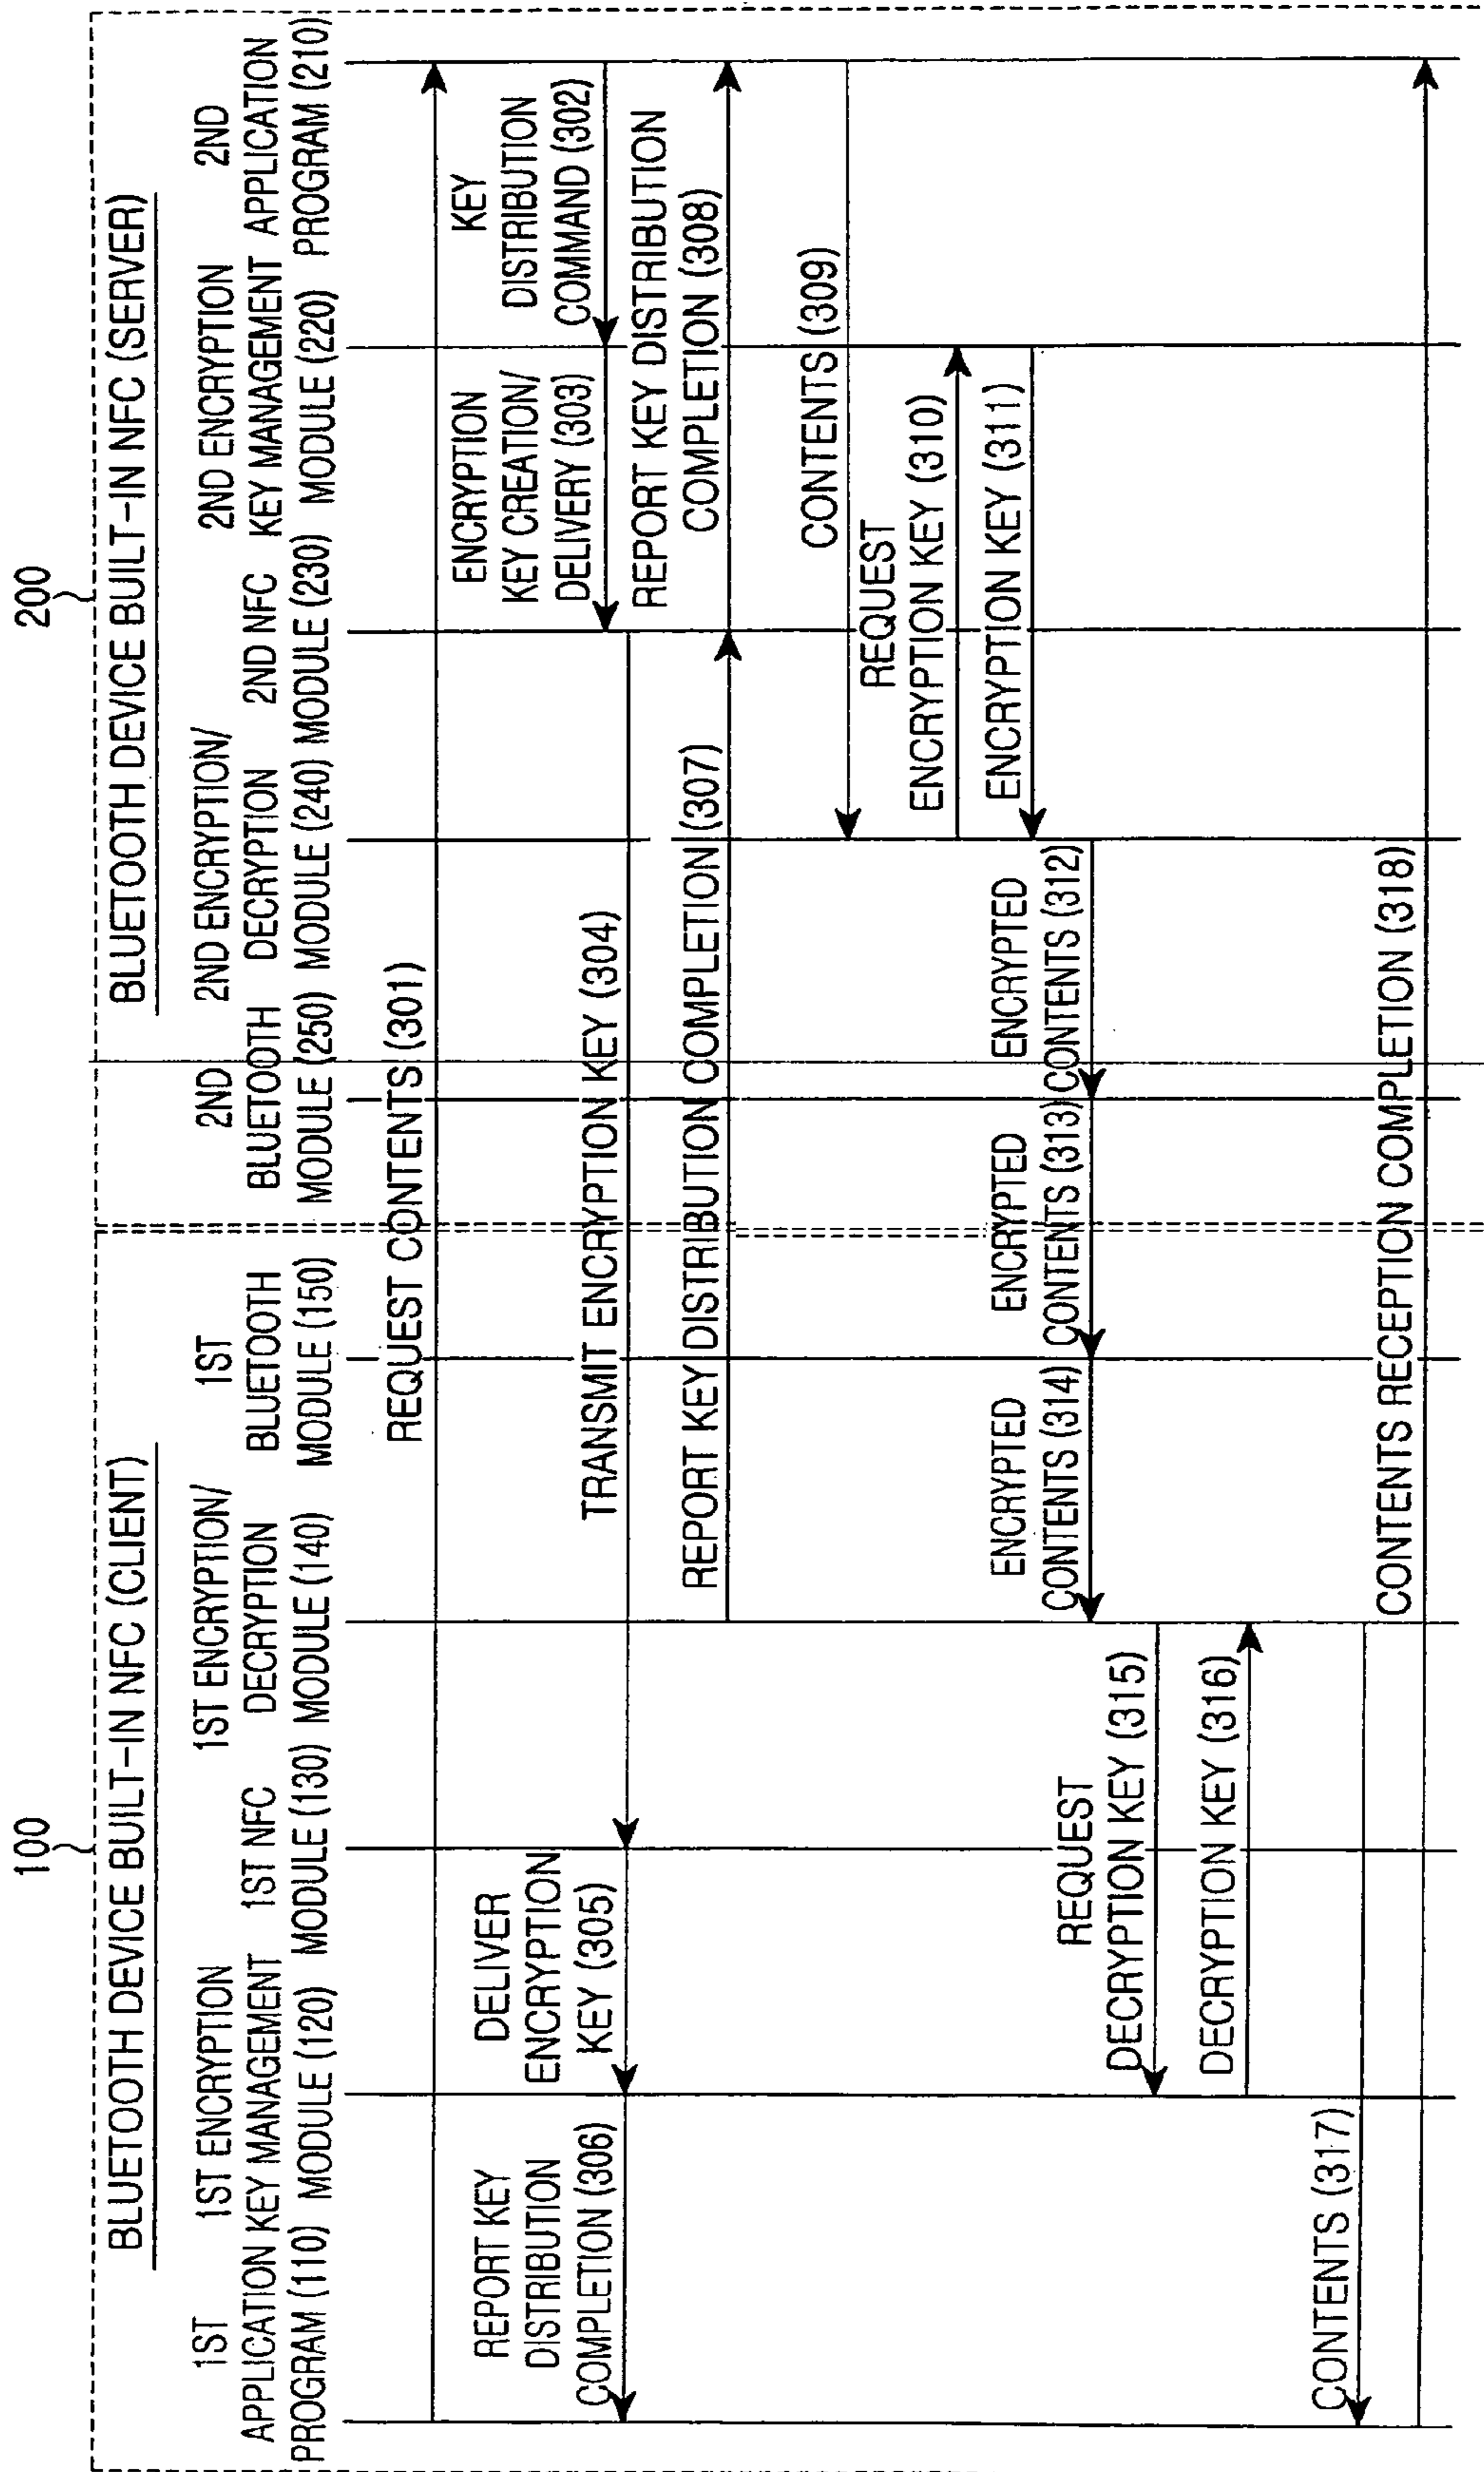 100
200
BLUETOOTH DEVICE BUILT-IN NFC (CLIENT)
BLUETOOTH DEVICE BUILT-IN NFC (SERVER)
1ST
APPLICATION
PROGRAM (110)
1ST ENCRYPTION
KEY MANAGEMENT
MODULE (120)
1ST NFC
MODULE (130)
1ST ENCRYPTION/
DECRYPTION
MODULE (140)
1ST
BLUETOOTH
MODULE (150)
2ND
BLUETOOTH
MODULE (250)
2ND ENCRYPTION/
DECRYPTION
MODULE (240)
2ND NFC
MODULE (230)
2ND ENCRYPTION
KEY MANAGEMENT
MODULE (220)
2ND
APPLICATION
PROGRAM (210)
REQUEST CONTENTS (301)
KEY
DISTRIBUTION
COMMAND (302)
ENCRYPTION
KEY CREATION/
DELIVERY (303)
TRANSMIT ENCRYPTION KEY (304)
DELIVER
ENCRYPTION
KEY (305)
REPORT KEY
DISTRIBUTION
COMPLETION (306)
REPORT KEY DISTRIBUTION COMPLETION (307)
REPORT KEY DISTRIBUTION
COMPLETION (308)
CONTENTS (309)
REQUEST
ENCRYPTION KEY (310)
ENCRYPTION KEY (311)
ENCRYPTED
CONTENTS (312)
ENCRYPTED
CONTENTS (313)
ENCRYPTED
CONTENTS (314)
REQUEST
DECRYPTION KEY (315)
DECRYPTION KEY (316)
CONTENTS (317)
CONTENTS RECEPTION COMPLETION (318)